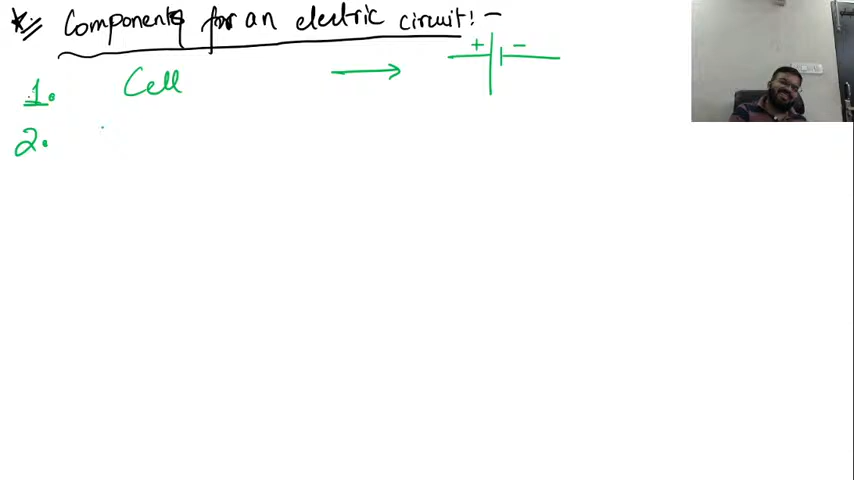 Components for an electric circuit! -
1. Cell → + -
2.